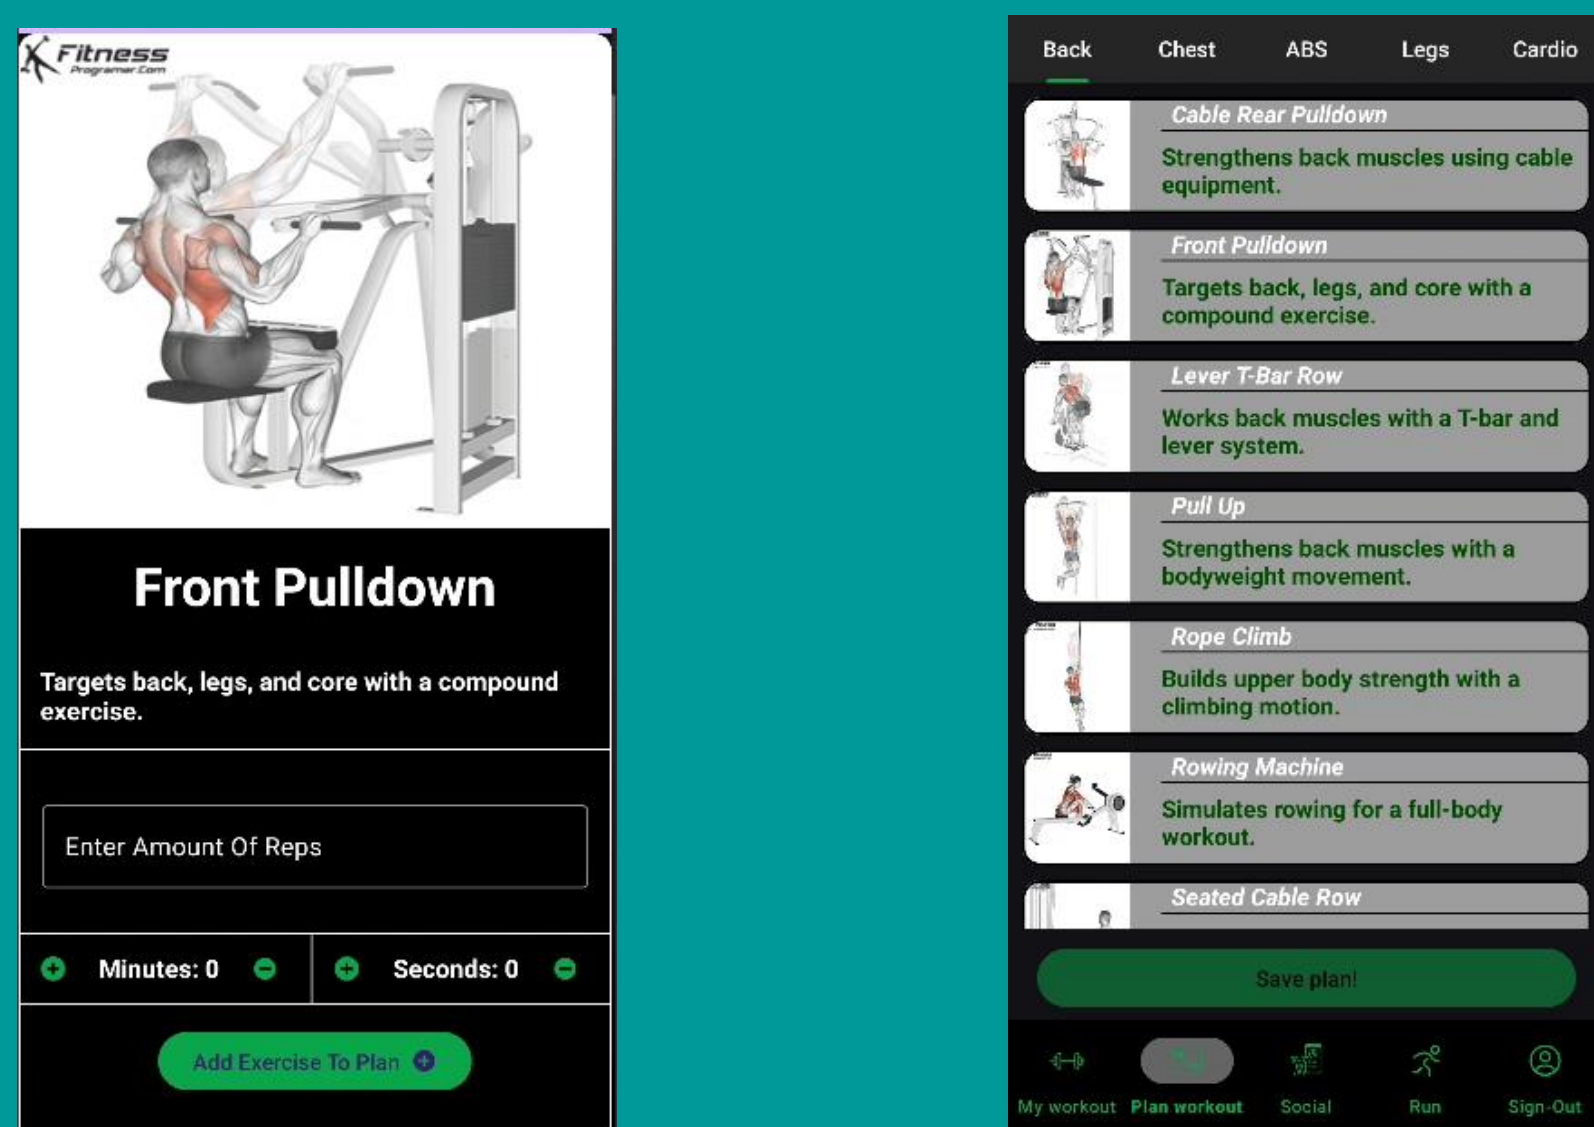 Fitness
Programer.Com
Front Pulldown
Targets back, legs, and core with a compound
exercise.
Enter Amount Of Reps
Minutes: 0
Seconds: 0
Add Exercise To Plan
Back
Chest
ABS
Legs
Cardio
Cable Rear Pulldown
Strengthens back muscles using cable
equipment.
Front Pulldown
Targets back, legs, and core with a
compound exercise.
Lever T-Bar Row
Works back muscles with a T-bar and
lever system.
Pull Up
Strengthens back muscles with a
bodyweight movement.
Rope Climb
Builds upper body strength with a
climbing motion.
Rowing Machine
Simulates rowing for a full-body
workout.
Seated Cable Row
Save plan!
My workout
Plan workout
Social
Run
Sign-Out